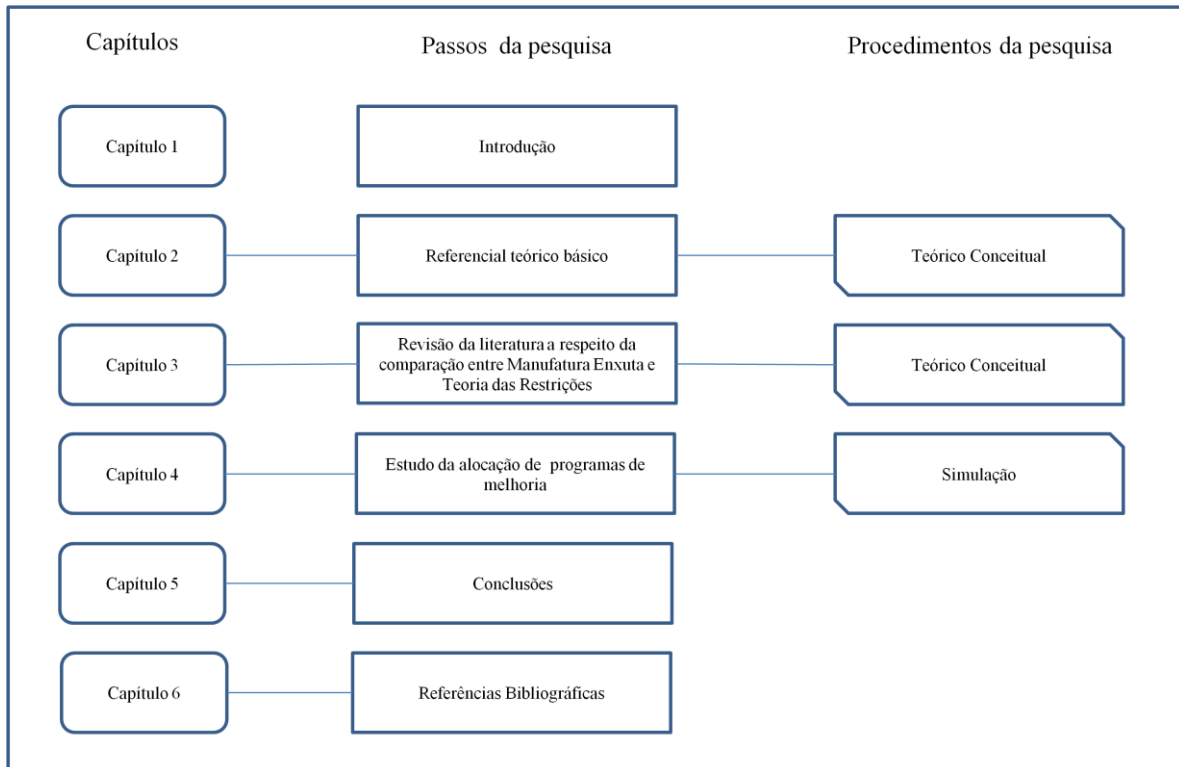 Capítulos
Passos da pesquisa
Procedimentos da pesquisa
Capítulo 1
Introdução
Capítulo 2
Referencial teórico básico
Teórico Conceitual
Capítulo 3
Revisão da literatura a respeito da
comparação entre Manufatura Enxuta e
Teoria das Restrições
Teórico Conceitual
Capítulo 4
Estudo da alocação de programas de
melhoria
Simulação
Capítulo 5
Conclusões
Capítulo 6
Referências Bibliográficas